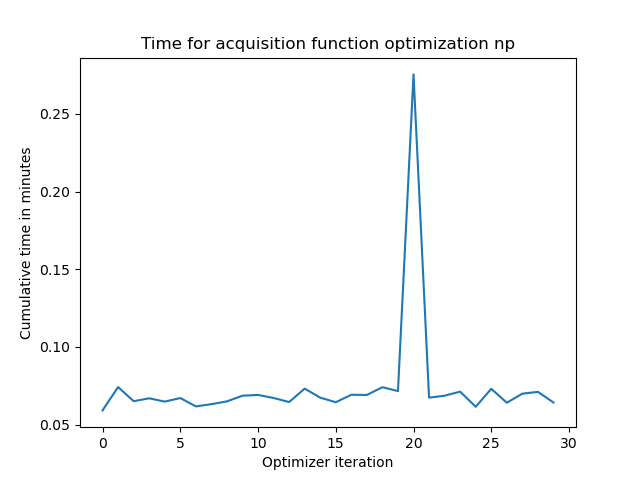 Time for acquisition function optimization np
Cumulative time in minutes
0.25
0.20
0.15
0.10
0.05
0 5 10 15 20 25 30
Optimizer iteration